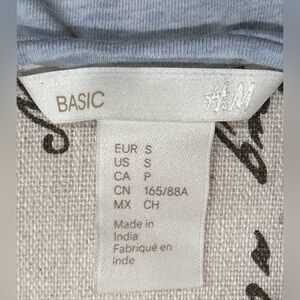 BASIC
H&M
EUR S
US S
CA P
CN 165/88A
MX CH
Made in
India
Fabriqué en
Inde